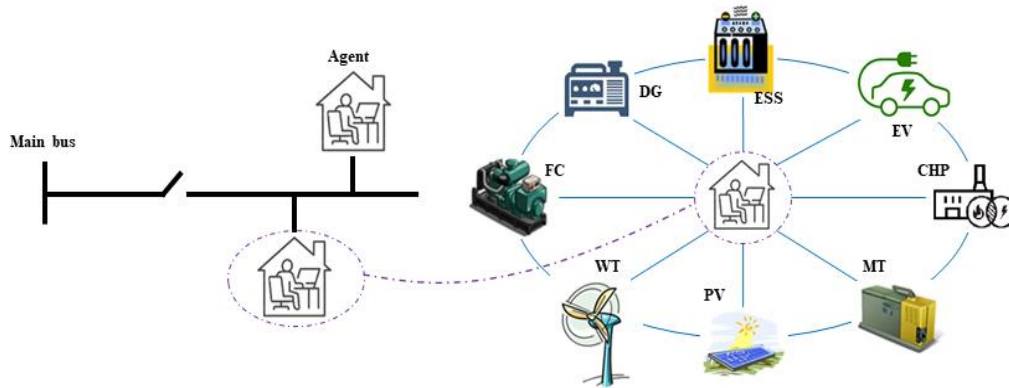 Agent
Main bus
DG
ESS
EV
FC
CHP
WT
PV
MT